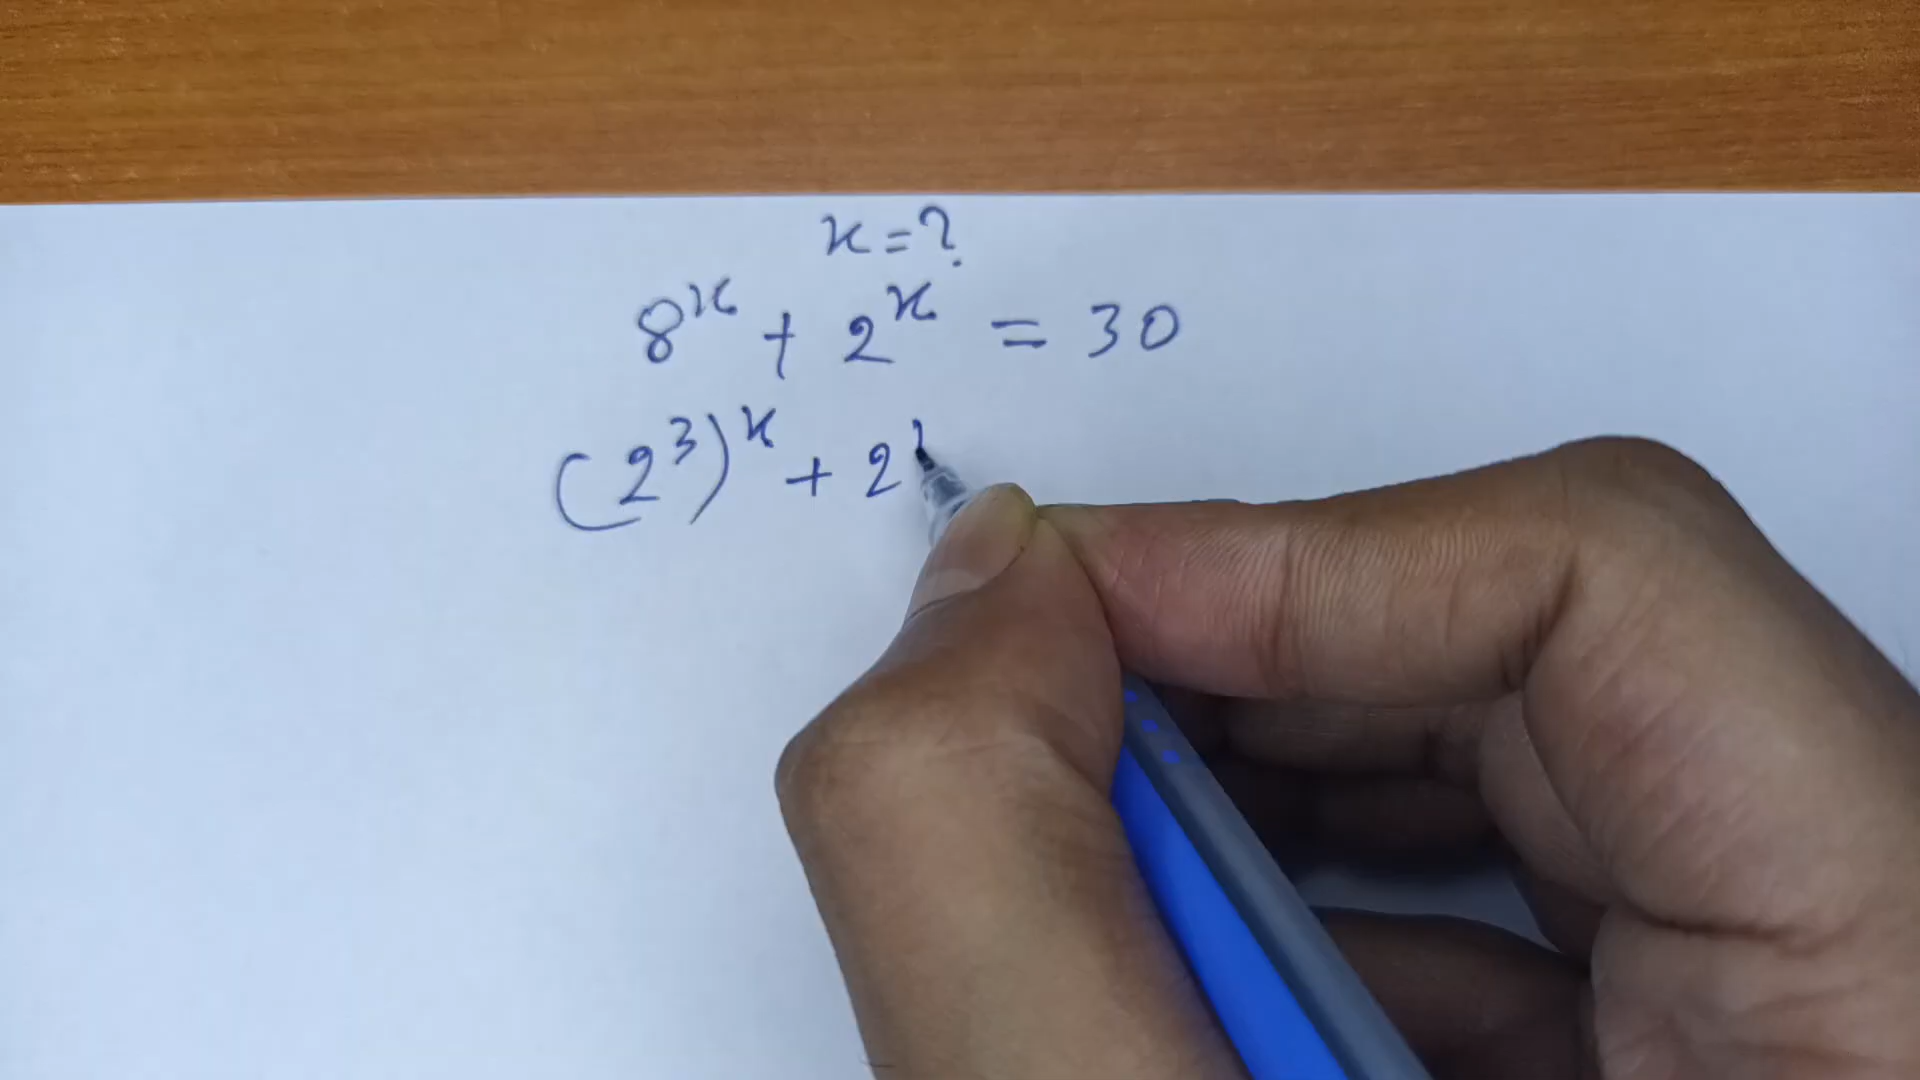 x = ?
8^x + 2^x = 30
(2^3)^x + 2